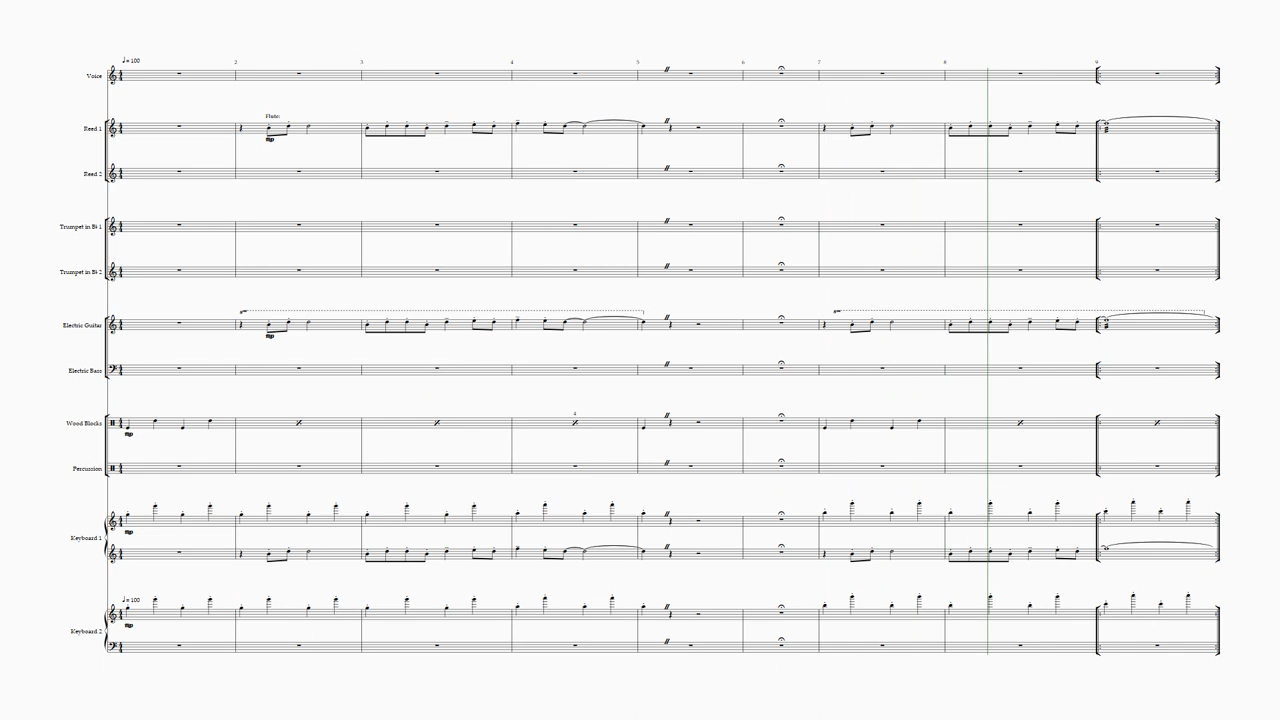 ♩= 100
2 3 4 5 6 7 8 9
Voice
Flute:
Reed 1
mp
Reed 2
Trumpet in B♭ 1
Trumpet in B♭ 2
Electric Guitar
mp
Electric Bass
4
Wood Blocks
mp
Percussion
mp
Keyboard 1
♩= 100
mp
Keyboard 2